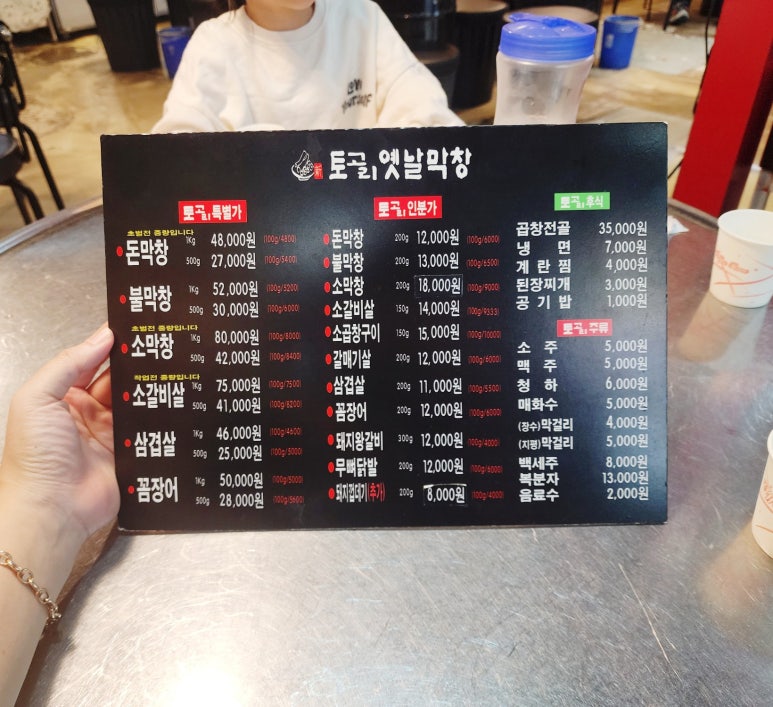 토골 옛날막창
토골 특별가
초벌전 중량입니다
돈막창 1Kg 48,000원 (100g/4800)
500g 27,000원 (100g/5400)
불막창 1Kg 52,000원 (100g/5200)
500g 30,000원 (100g/6000)
초벌전 중량입니다
소막창 1Kg 80,000원 (100g/8000)
500g 42,000원 (100g/8400)
작업전 중량입니다
소갈비살 1Kg 75,000원 (100g/7500)
500g 41,000원 (100g/8200)
삼겹살 1Kg 46,000원 (100g/4600)
500g 25,000원 (100g/5000)
꼼장어 1Kg 50,000원 (100g/5000)
500g 28,000원 (100g/5600)
토골 인분가
돈막창 200g 12,000원 (100g/6000)
불막창 200g 13,000원 (100g/6500)
소막창 200g 18,000원 (100g/9000)
소갈비살 150g 14,000원 (100g/9333)
소곱창구이 150g 15,000원 (100g/10000)
갈매기살 200g 12,000원 (100g/6000)
삼겹살 200g 11,000원 (100g/5500)
꼼장어 200g 12,000원 (100g/6000)
돼지왕갈비 300g 12,000원 (100g/4000)
무뼈닭발 200g 12,000원 (100g/6000)
돼지껍데기(추가) 200g 8,000원 (100g/4000)
토골 후식
곱창전골 35,000원
냉 면 7,000원
계 란 찜 4,000원
된장찌개 3,000원
공 기 밥 1,000원
토골 주류
소 주 5,000원
맥 주 5,000원
청 하 6,000원
매화수 5,000원
(장수)막걸리 4,000원
(지평)막걸리 5,000원
백세주 8,000원
복분자 13,000원
음료수 2,000원